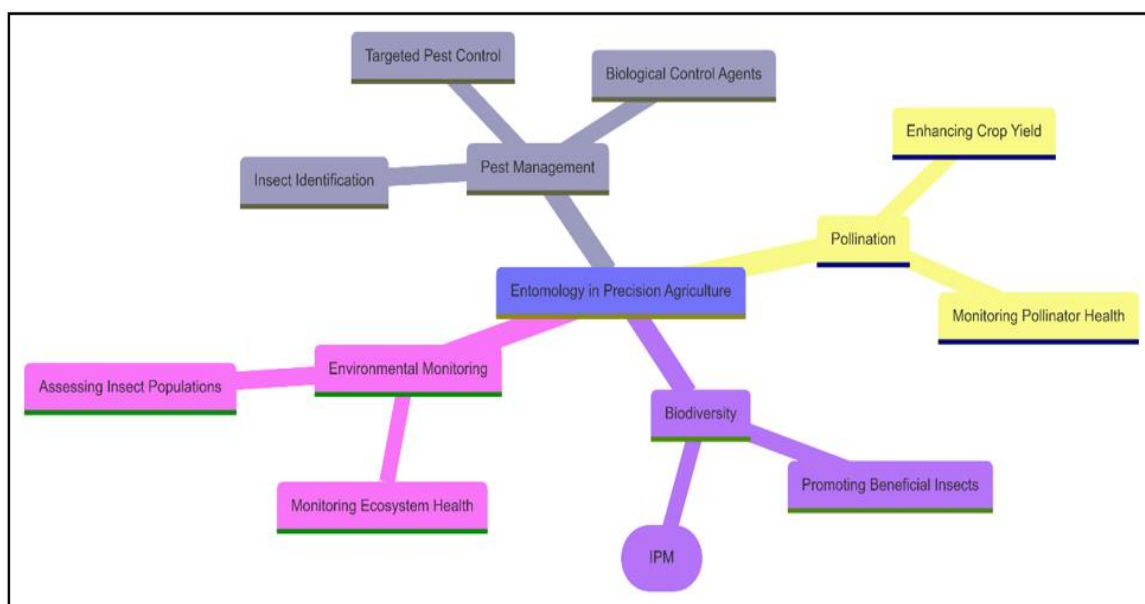 Targeted Pest Control
Biological Control Agents
Enhancing Crop Yield
Pest Management
Insect Identification
Pollination
Entomology in Precision Agriculture
Monitoring Pollinator Health
Environmental Monitoring
Assessing Insect Populations
Biodiversity
Promoting Beneficial Insects
Monitoring Ecosystem Health
IPM